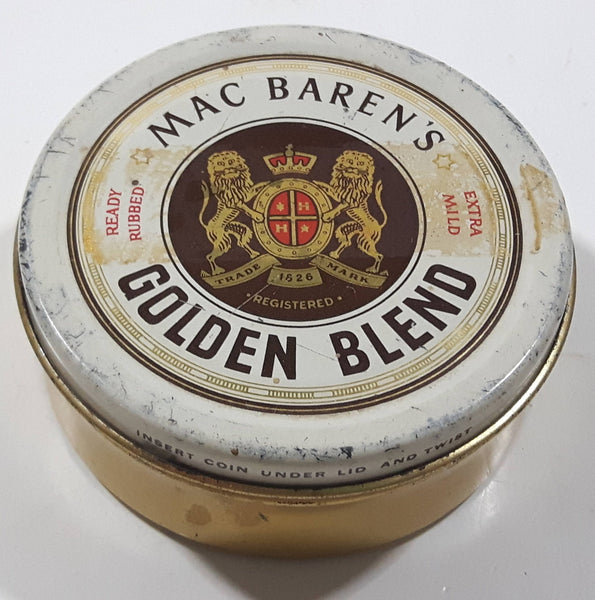 MAC BAREN'S
READY
RUBBED
EXTRA
MILD
H
H
TRADE 1826 MARK
·REGISTERED·
GOLDEN BLEND
INSERT COIN UNDER LID AND TWIST